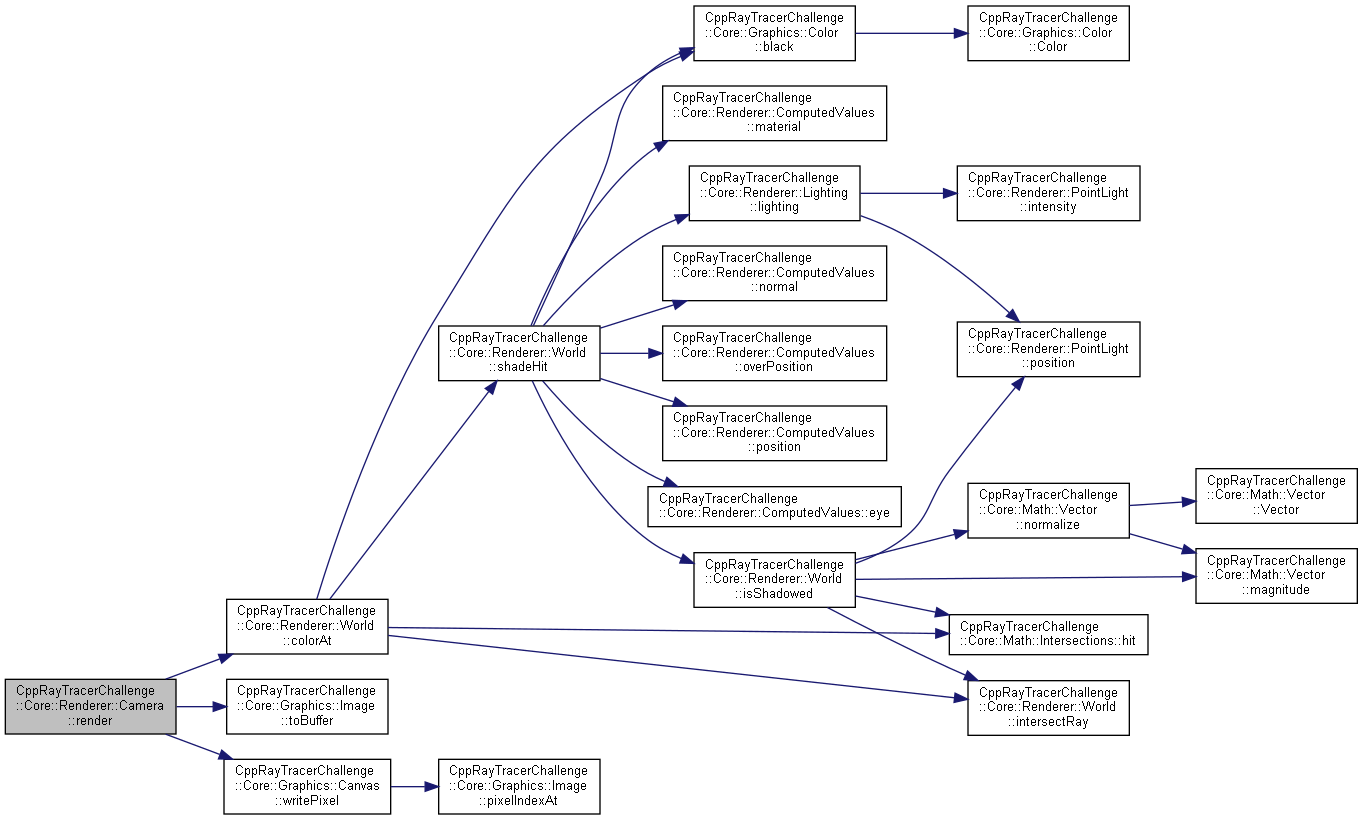 CppRayTracerChallenge
::Core::Graphics::Color
::black
CppRayTracerChallenge
::Core::Graphics::Color
::Color
CppRayTracerChallenge
::Core::Renderer::ComputedValues
::material
CppRayTracerChallenge
::Core::Renderer::Lighting
::lighting
CppRayTracerChallenge
::Core::Renderer::PointLight
::intensity
CppRayTracerChallenge
::Core::Renderer::ComputedValues
::normal
CppRayTracerChallenge
::Core::Renderer::World
::shadeHit
CppRayTracerChallenge
::Core::Renderer::ComputedValues
::overPosition
CppRayTracerChallenge
::Core::Renderer::PointLight
::position
CppRayTracerChallenge
::Core::Renderer::ComputedValues
::position
CppRayTracerChallenge
::Core::Renderer::ComputedValues::eye
CppRayTracerChallenge
::Core::Math::Vector
::normalize
CppRayTracerChallenge
::Core::Math::Vector
::Vector
CppRayTracerChallenge
::Core::Renderer::World
::isShadowed
CppRayTracerChallenge
::Core::Math::Vector
::magnitude
CppRayTracerChallenge
::Core::Renderer::World
::colorAt
CppRayTracerChallenge
::Core::Math::Intersections::hit
CppRayTracerChallenge
::Core::Renderer::Camera
::render
CppRayTracerChallenge
::Core::Graphics::Image
::toBuffer
CppRayTracerChallenge
::Core::Renderer::World
::intersectRay
CppRayTracerChallenge
::Core::Graphics::Canvas
::writePixel
CppRayTracerChallenge
::Core::Graphics::Image
::pixelIndexAt